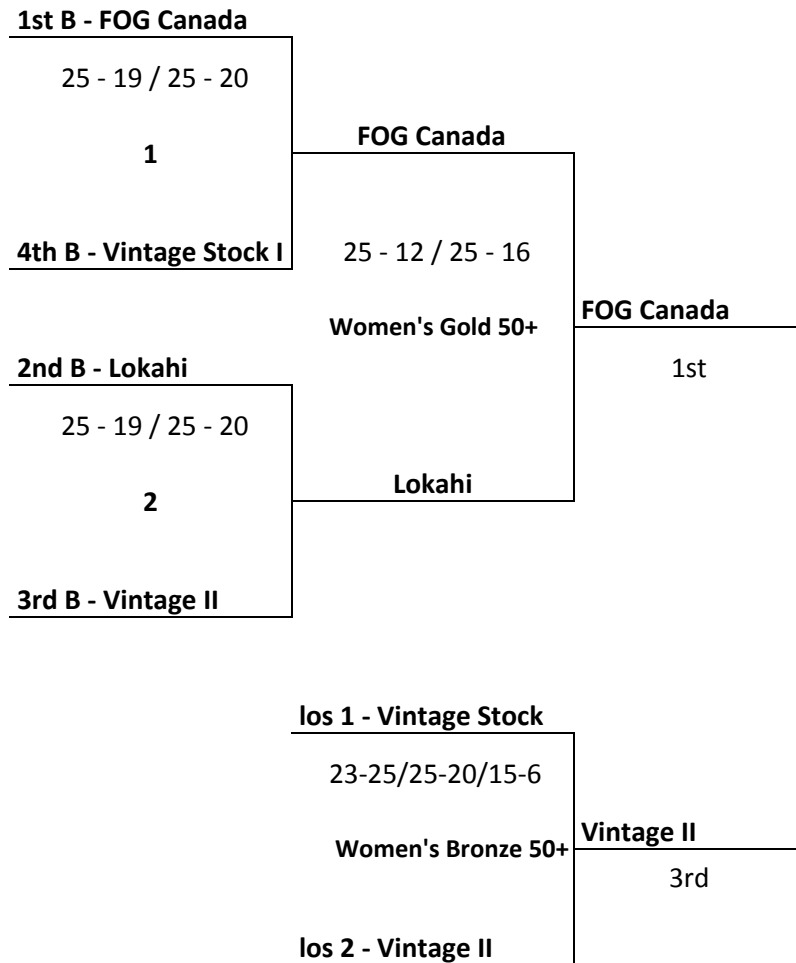 1st B - FOG Canada
25 - 19 / 25 - 20
1
FOG Canada
4th B - Vintage Stock I
25 - 12 / 25 - 16
Women's Gold 50+
FOG Canada
1st
2nd B - Lokahi
25 - 19 / 25 - 20
2
Lokahi
3rd B - Vintage II
los 1 - Vintage Stock
23-25/25-20/15-6
Women's Bronze 50+
Vintage II
3rd
los 2 - Vintage II